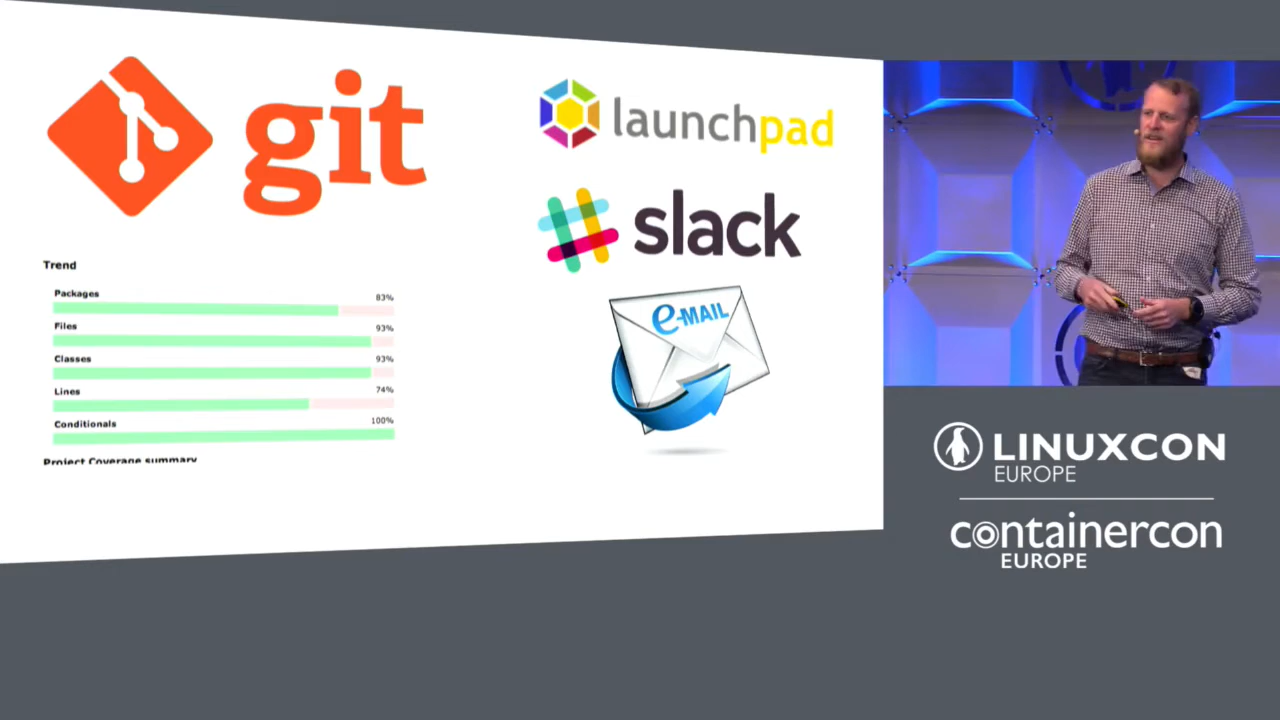 git
launchpad
slack
e-MAIL
Trend
Packages 83%
Files 93%
Classes 93%
Lines 74%
Conditionals 100%
Project Coverage summary
LINUXCON
EUROPE
containercon
EUROPE